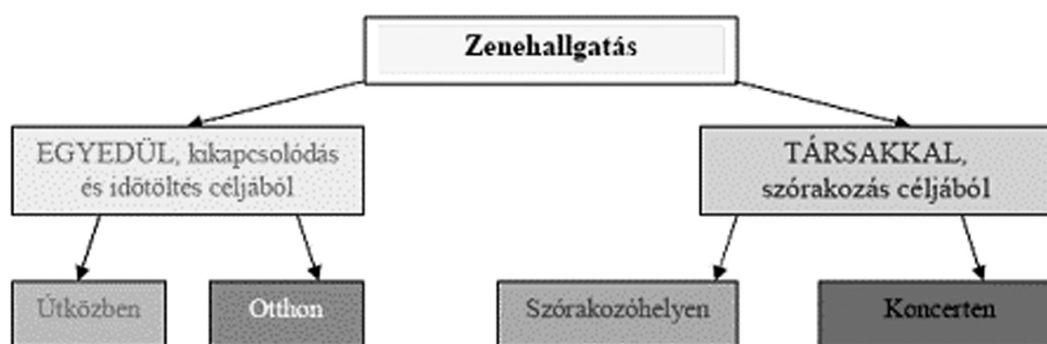 Zenehallgatás
EGYEDÜL, kikapcsolódás
és időtöltés céljából
TÁRSAKKAL,
szórakozás céljából
Útközben
Otthon
Szórakozóhelyen
Koncerten